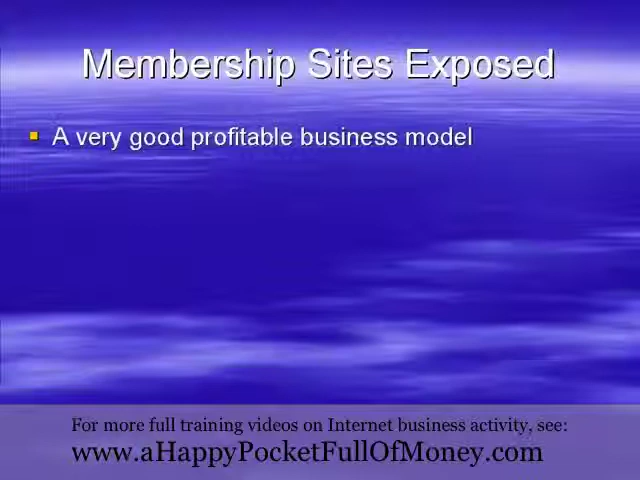 Membership Sites Exposed
A very good profitable business model
For more full training videos on Internet business activity, see:
www.aHappyPocketFullOfMoney.com